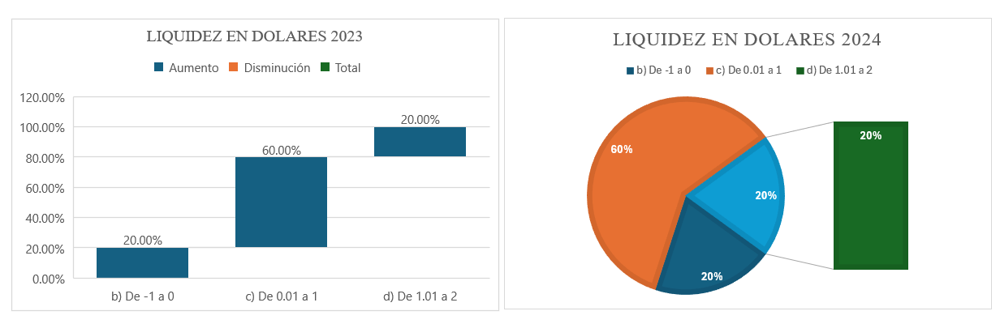 LIQUIDEZ EN DOLARES 2023
Aumento Disminución Total
120.00%
100.00%
80.00%
60.00%
40.00%
20.00%
0.00%
20.00%
60.00%
20.00%
b) De -1 a 0 c) De 0.01 a 1 d) De 1.01 a 2
LIQUIDEZ EN DOLARES 2024
b) De -1 a 0 c) De 0.01 a 1 d) De 1.01 a 2
60%
20%
20%
20%